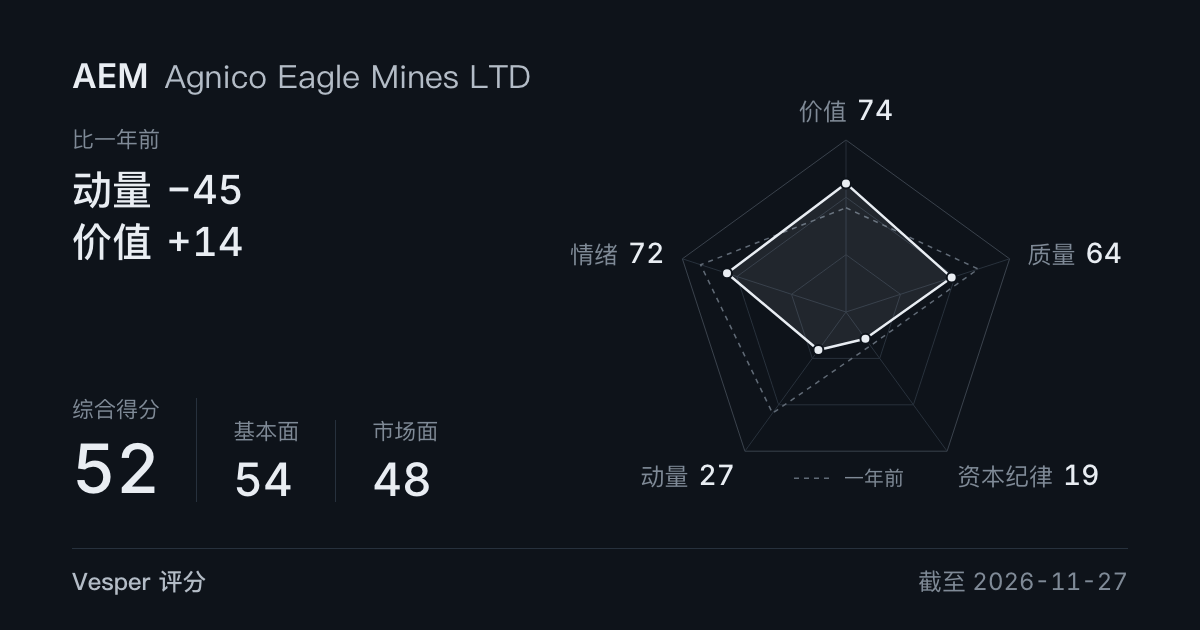 AEM Agnico Eagle Mines LTD
比一年前
动量 −45
价值 +14
综合得分
52
基本面
54
市场面
48
价值 74
情绪 72
质量 64
动量 27
一年前
资本纪律 19
Vesper 评分
截至 2026-11-27